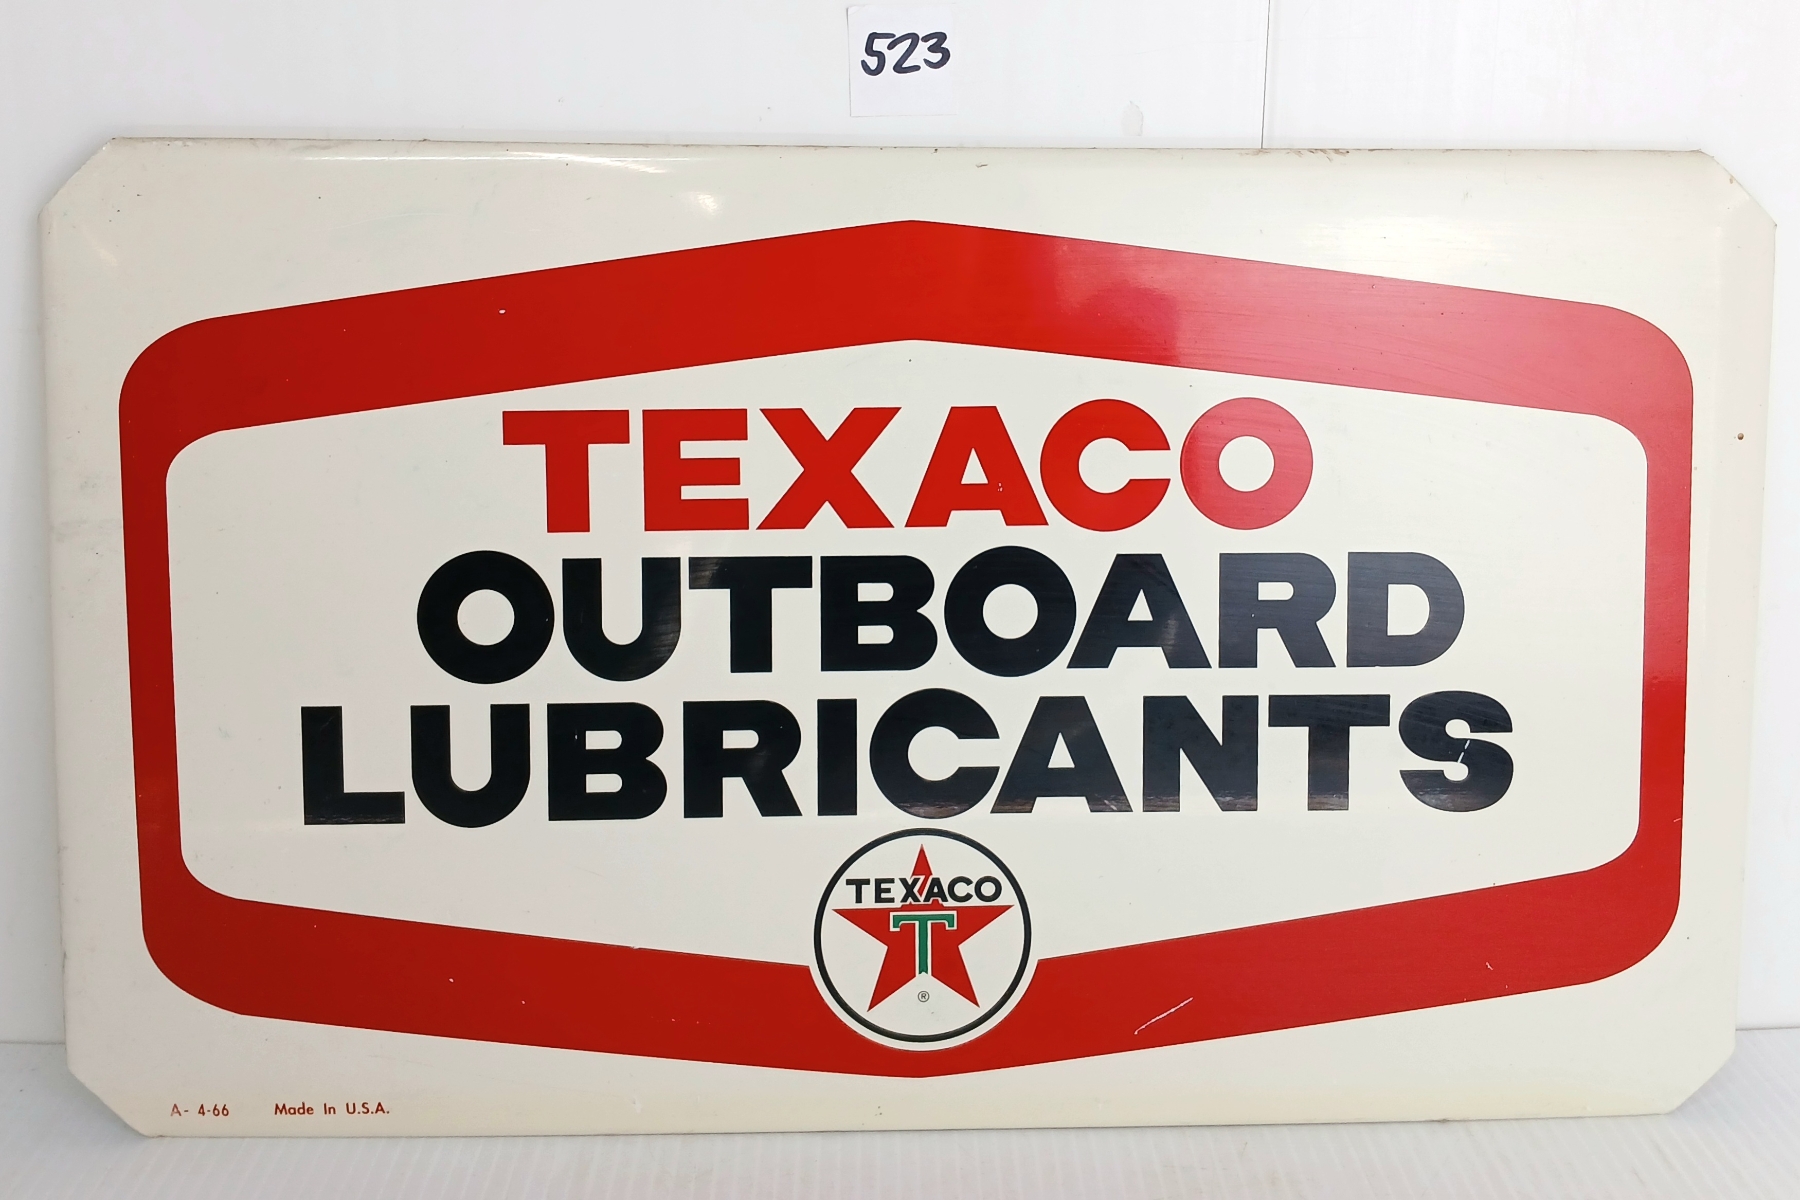 523
TEXACO
OUTBOARD
LUBRICANTS
TEXACO
T
®
A- 4-66 Made In U.S.A.